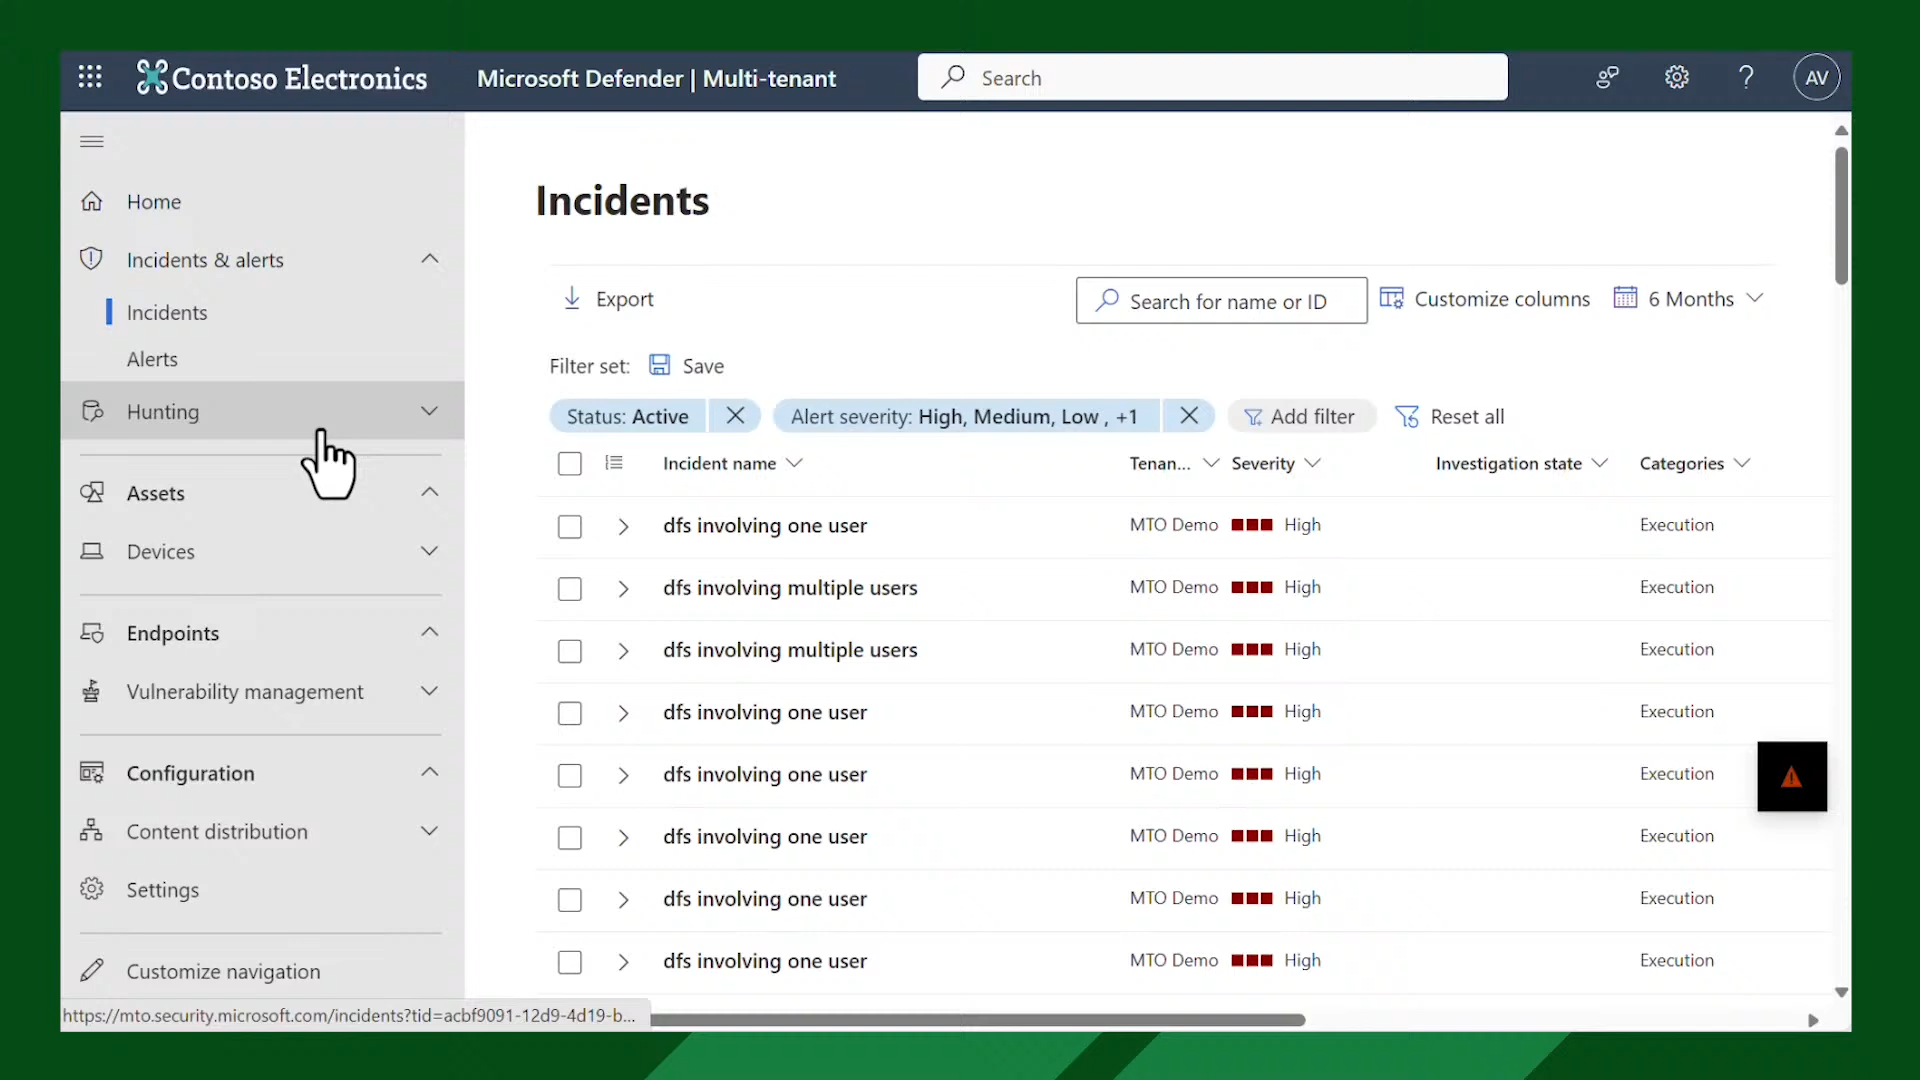 Contoso Electronics
Microsoft Defender | Multi-tenant
Search
AV
Home
Incidents & alerts
Incidents
Alerts
Hunting
Assets
Devices
Endpoints
Vulnerability management
Configuration
Content distribution
Settings
Customize navigation
https://mto.security.microsoft.com/incidents?tid=acbf9091-12d9-4d19-b...
Incidents
Export
Search for name or ID
Customize columns
6 Months
Filter set: Save
Status: Active
Alert severity: High, Medium, Low , +1
Add filter
Reset all
Incident name Tenan... Severity Investigation state Categories
dfs involving one user MTO Demo High Execution
dfs involving multiple users MTO Demo High Execution
dfs involving multiple users MTO Demo High Execution
dfs involving one user MTO Demo High Execution
dfs involving one user MTO Demo High Execution
dfs involving one user MTO Demo High Execution
dfs involving one user MTO Demo High Execution
dfs involving one user MTO Demo High Execution